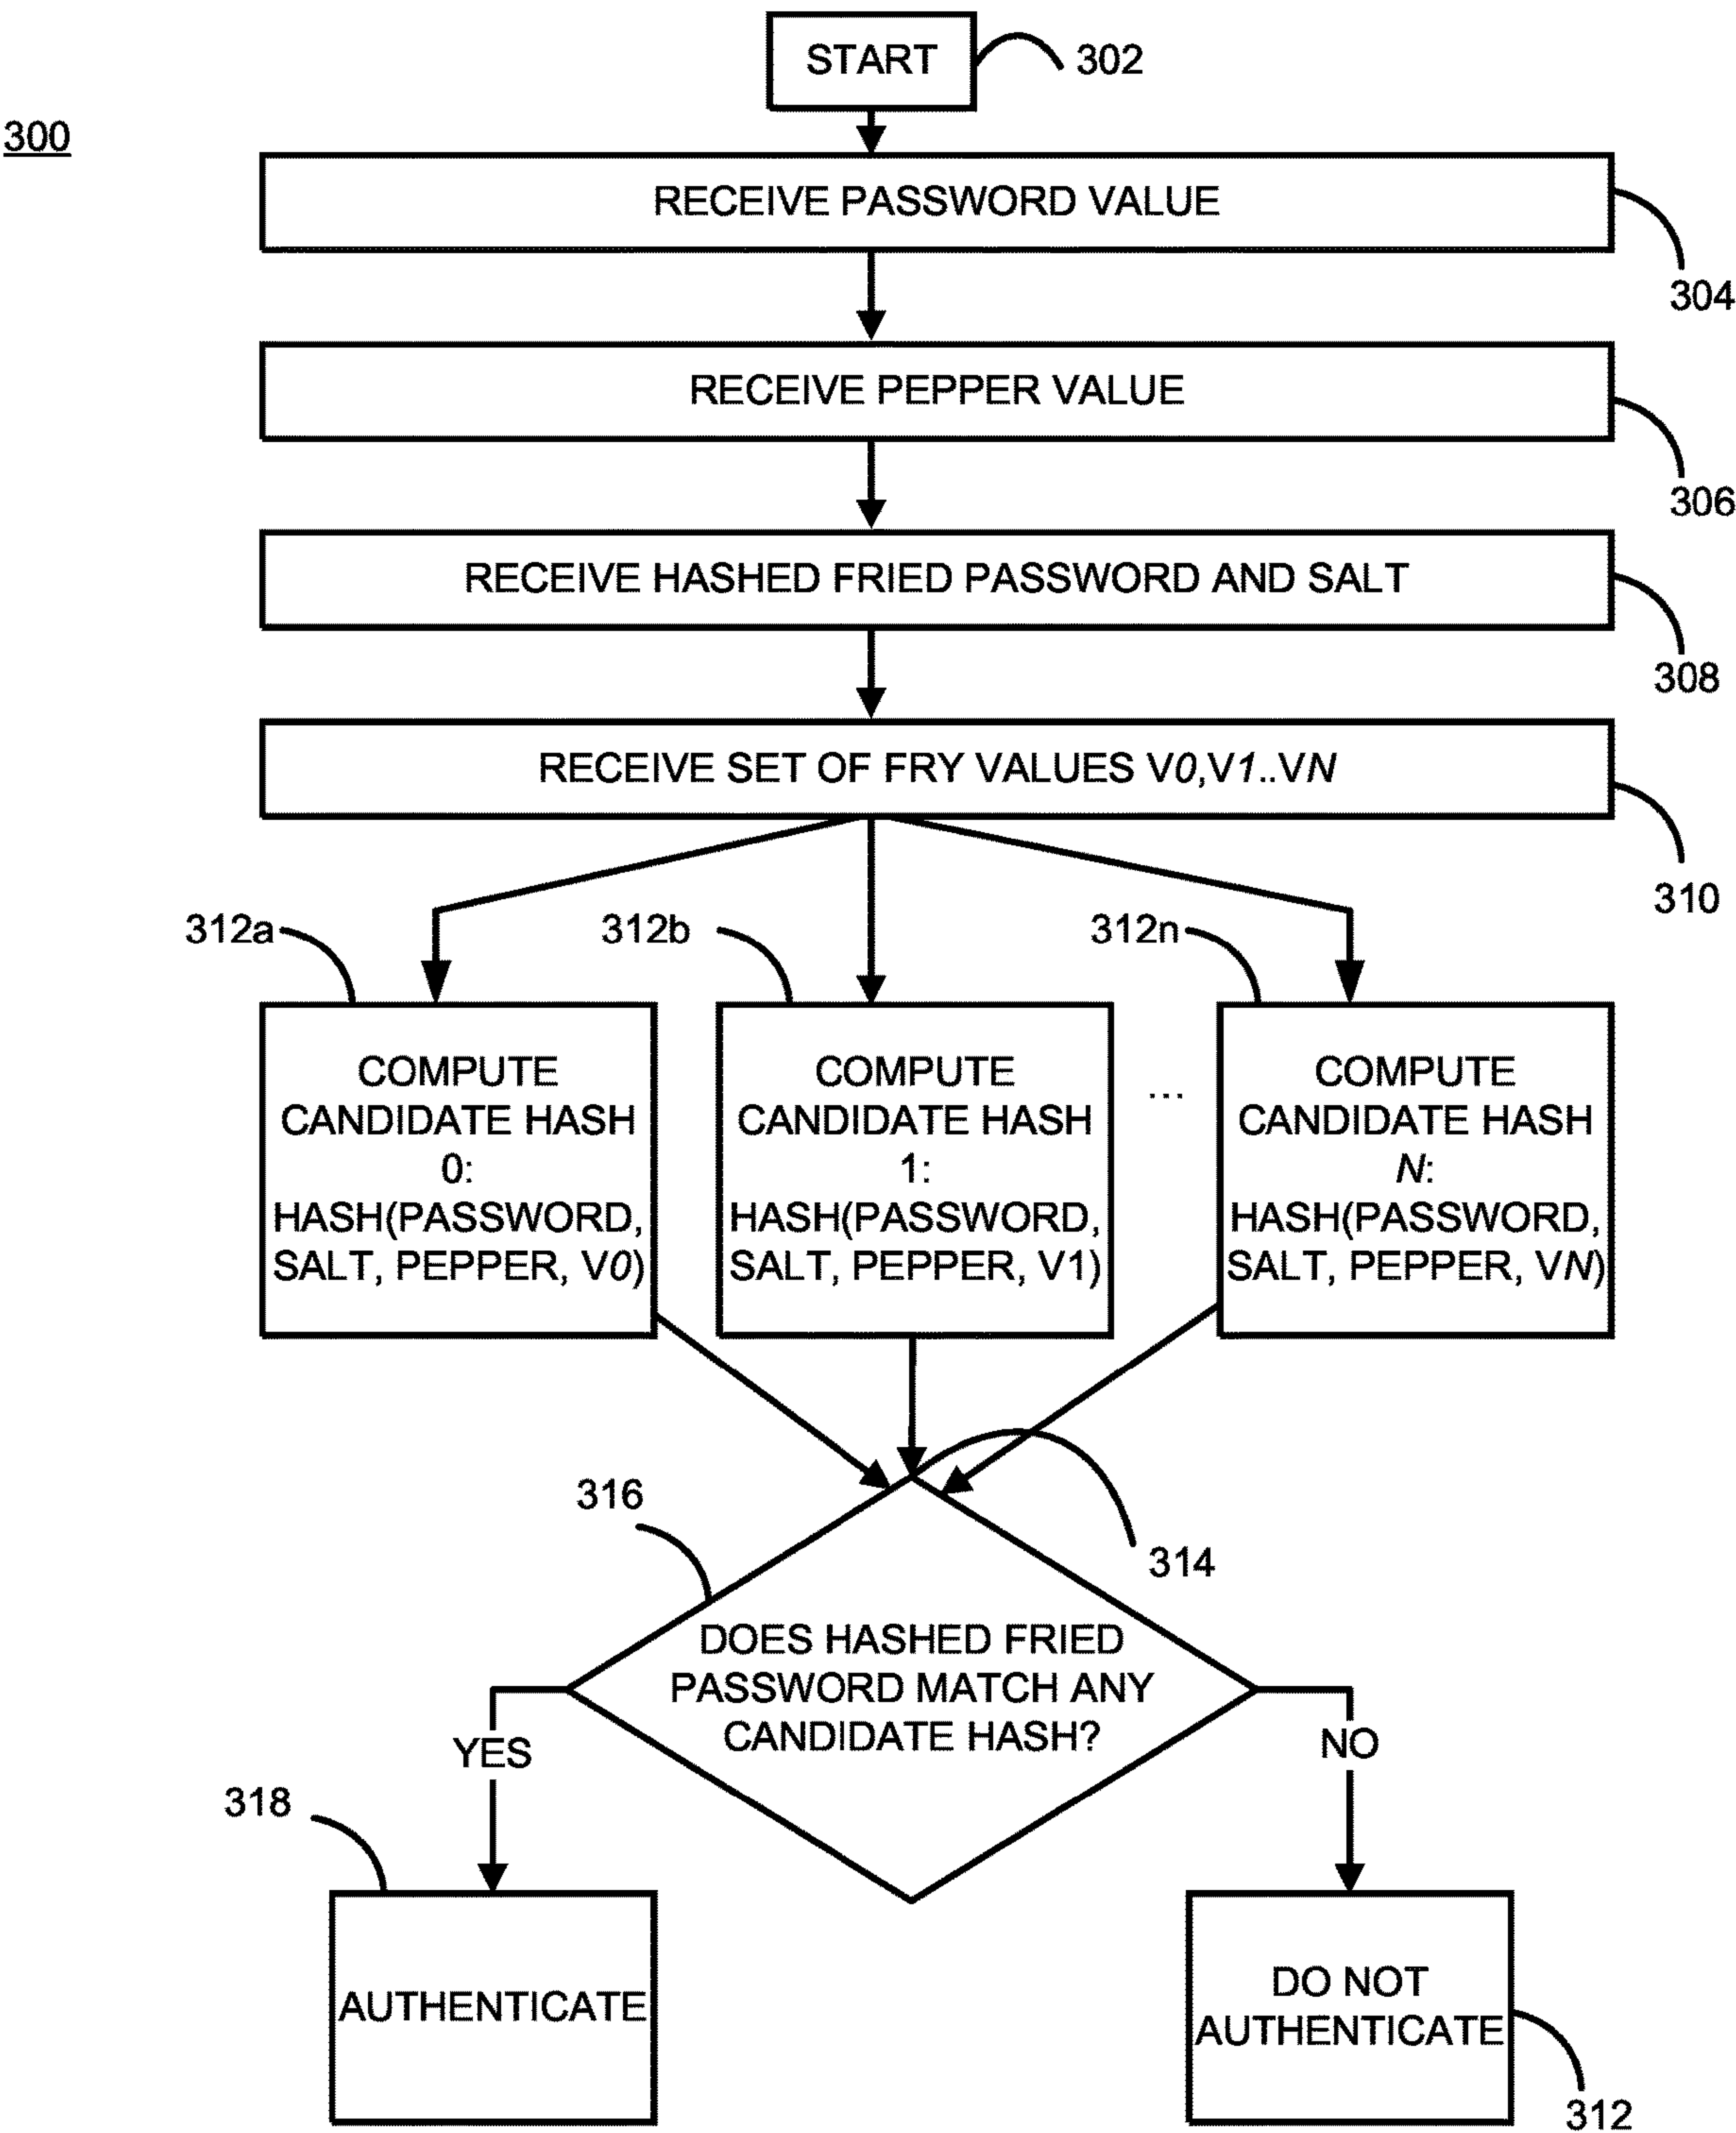 START
302
300
RECEIVE PASSWORD VALUE
304
RECEIVE PEPPER VALUE
306
RECEIVE HASHED FRIED PASSWORD AND SALT
308
RECEIVE SET OF FRY VALUES V0,V1..VN
310
312a
312b
312n
COMPUTE
CANDIDATE HASH
0:
HASH(PASSWORD,
SALT, PEPPER, V0)
COMPUTE
CANDIDATE HASH
1:
HASH(PASSWORD,
SALT, PEPPER, V1)
...
COMPUTE
CANDIDATE HASH
N:
HASH(PASSWORD,
SALT, PEPPER, VN)
316
314
DOES HASHED FRIED
PASSWORD MATCH ANY
CANDIDATE HASH?
YES
NO
318
AUTHENTICATE
DO NOT
AUTHENTICATE
312